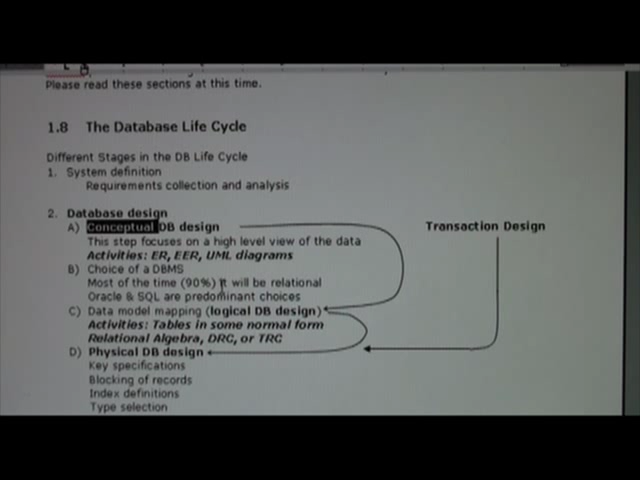 Please read these sections at this time.
1.8 The Database Life Cycle
Different Stages in the DB Life Cycle
1. System definition
Requirements collection and analysis
2. Database design
A) Conceptual DB design
Transaction Design
This step focuses on a high level view of the data
Activities: ER, EER, UML diagrams
B) Choice of a DBMS
Most of the time (90%) it will be relational
Oracle & SQL are predominant choices
C) Data model mapping (logical DB design)
Activities: Tables in some normal form
Relational Algebra, DRC, or TRC
D) Physical DB design
Key specifications
Blocking of records
Index definitions
Type selection